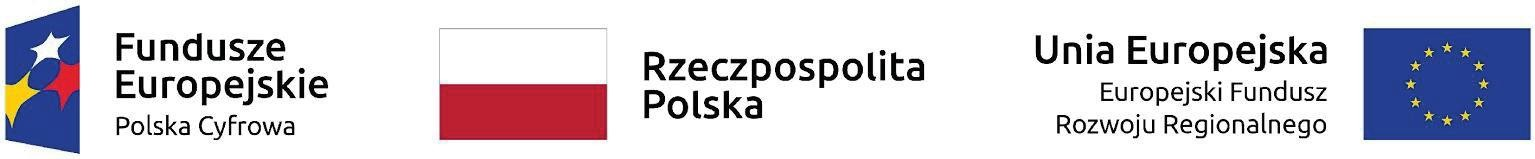 Fundusze
Europejskie
Polska Cyfrowa
Rzeczpospolita
Polska
Unia Europejska
Europejski Fundusz
Rozwoju Regionalnego